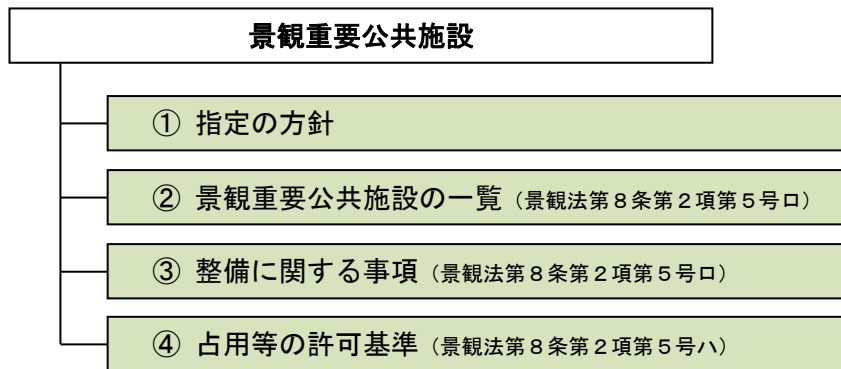 景観重要公共施設
① 指定の方針
② 景観重要公共施設の一覧（景観法第８条第２項第５号ロ）
③ 整備に関する事項（景観法第８条第２項第５号ロ）
④ 占用等の許可基準（景観法第８条第２項第５号ハ）